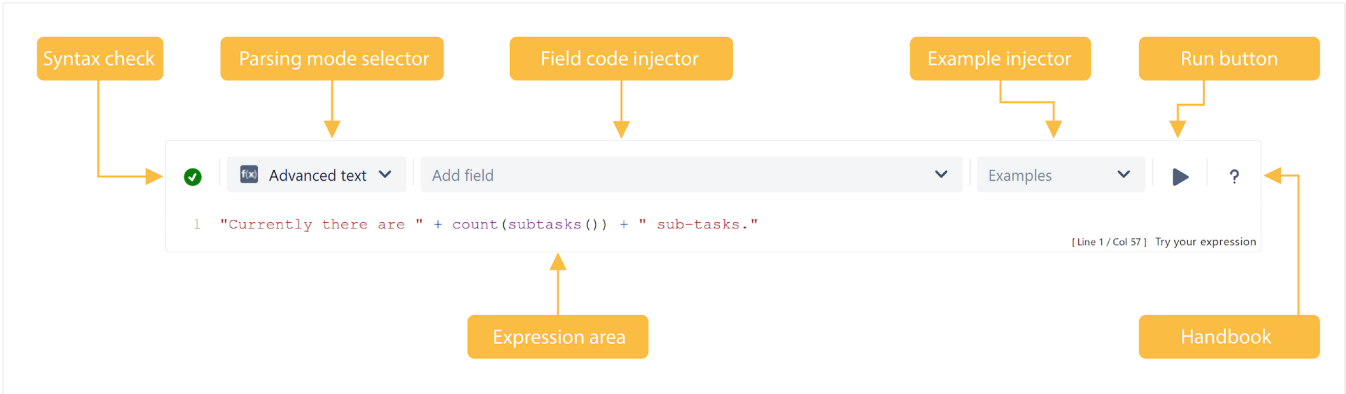 Syntax check
Parsing mode selector
Field code injector
Example injector
Run button
f(x) Advanced text
Add field
Examples
?
1 "Currently there are " + count(subtasks()) + " sub-tasks."
[ Line 1 / Col 57 ] Try your expression
Expression area
Handbook